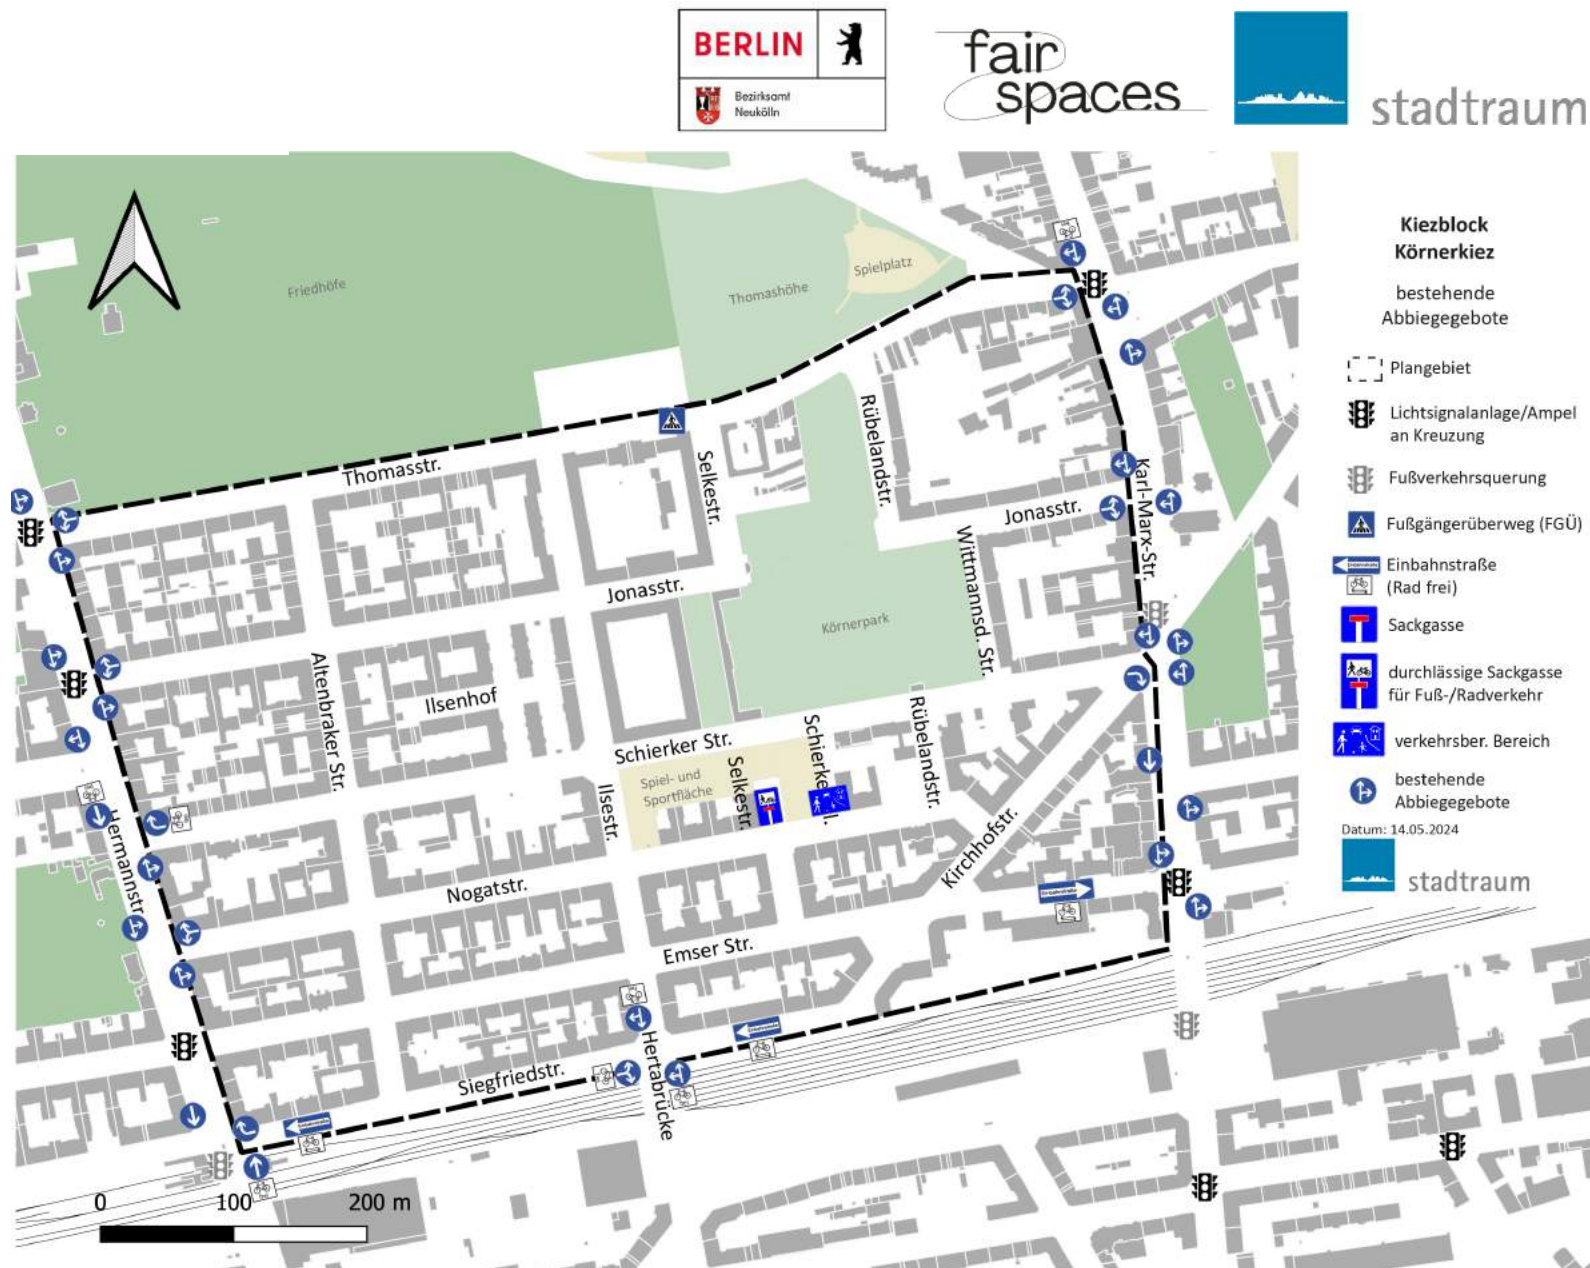 BERLIN
Bezirksamt
Neukölln
fair
spaces
stadtraum
Kiezblock
Körnerkiez
bestehende
Abbiegegebote
Plangebiet
Lichtsignalanlage/Ampel
an Kreuzung
Fußverkehrsquerung
Fußgängerüberweg (FGÜ)
Einbahnstraße
(Rad frei)
Sackgasse
durchlässige Sackgasse
für Fuß-/Radverkehr
verkehrsber. Bereich
bestehende
Abbiegegebote
Datum: 14.05.2024
stadtraum
Friedhöfe
Thomashöhe
Spielplatz
Thomasstr.
Selkestr.
Rübelandstr.
Jonasstr.
Karl-Marx-Str.
Wittmannsd. Str.
Jonasstr.
Körnerpark
Altenbraker Str.
Ilsenhof
Schierker Str.
Spiel- und
Sportfläche
Ilsestr.
Selkestr.
Rübelandstr.
Kirchhofstr.
Hermannstr.
Nogatstr.
Emser Str.
Siegfriedstr.
Hertabrücke
0 100 200 m